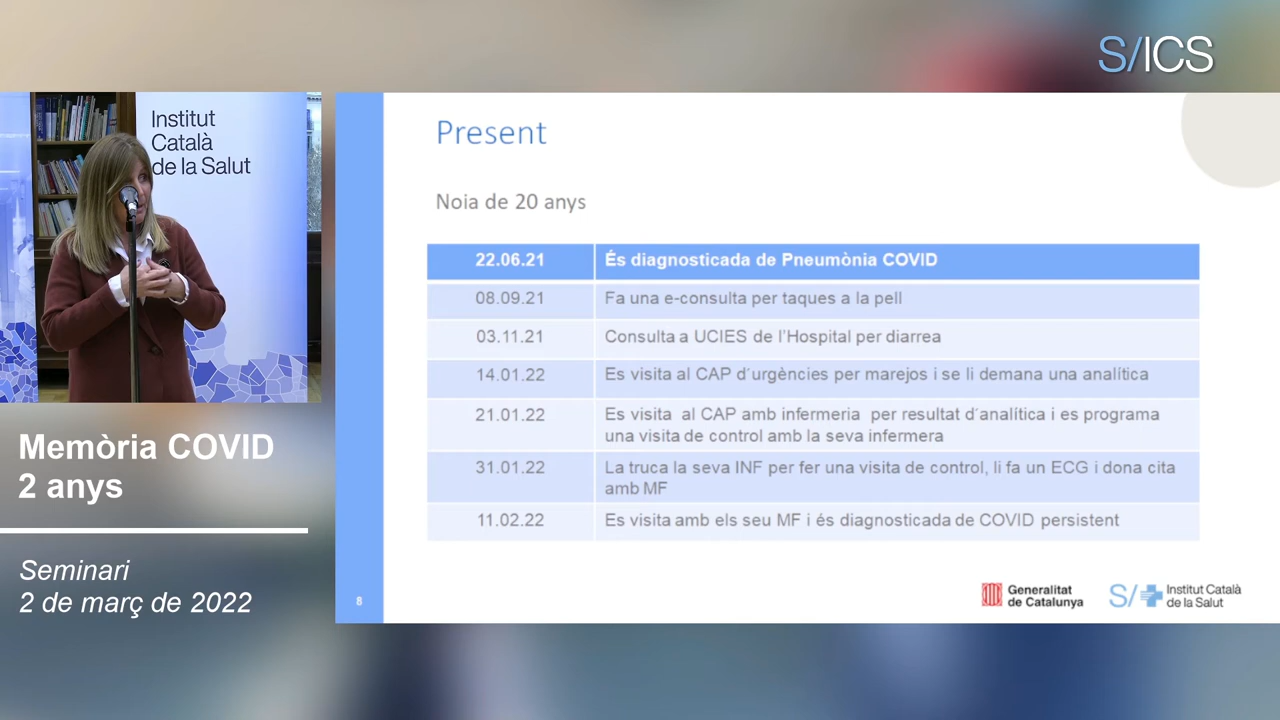 S/ICS
Institut
Català
de la Salut
Memòria COVID
2 anys
Seminari
2 de març de 2022
Present
Noia de 20 anys
22.06.21 És diagnosticada de Pneumònia COVID
08.09.21 Fa una e-consulta per taques a la pell
03.11.21 Consulta a UCIES de l'Hospital per diarrea
14.01.22 Es visita al CAP d´urgències per marejos i se li demana una analítica
21.01.22 Es visita al CAP amb infermeria per resultat d´analítica i es programa
una visita de control amb la seva infermera
31.01.22 La truca la seva INF per fer una visita de control, li fa un ECG i dona cita
amb MF
11.02.22 Es visita amb els seu MF i és diagnosticada de COVID persistent
8
Generalitat
de Catalunya
S/ Institut Català
de la Salut